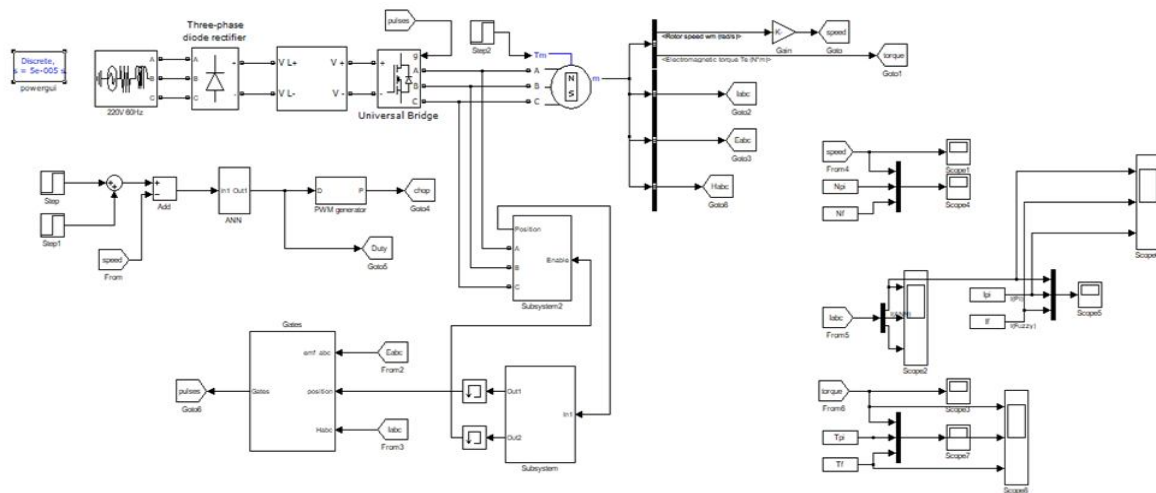 Discrete,
s = 5e-005 s
powergui
Three-phase
diode rectifier
A
B
C
A
B
C
220V 60Hz
+
-
V L+
V L-
V +
V -
pulses
g
+
-
A
B
C
Universal Bridge
Step2
Tm
A
B
C
N
S
m
<Rotor speed wm (rad/s)>
<Electromagnetic torque Te (N*m)>
K-
Gain
speed
Goto
torque
Goto1
Iabc
Goto2
Eabc
Goto3
Habc
Goto8
Step
Step1
speed
From
Add
In1 Out1
ANN
D
P
PWM generator
chop
Goto4
Duty
Goto5
Position
A
B
C
Enable
Subsystem2
Gates
emf abc
position
Habc
Gates
pulses
Goto6
Eabc
From2
Iabc
From3
Out1
Out2
In1
Subsystem
speed
From4
Npi
Nf
Scope1
Scope4
Scope
Iabc
From5
Scope2
Ipi
If
I(Fuzzy)
Scope5
torque
From6
Tpi
Tf
Scope3
Scope7
Scope6